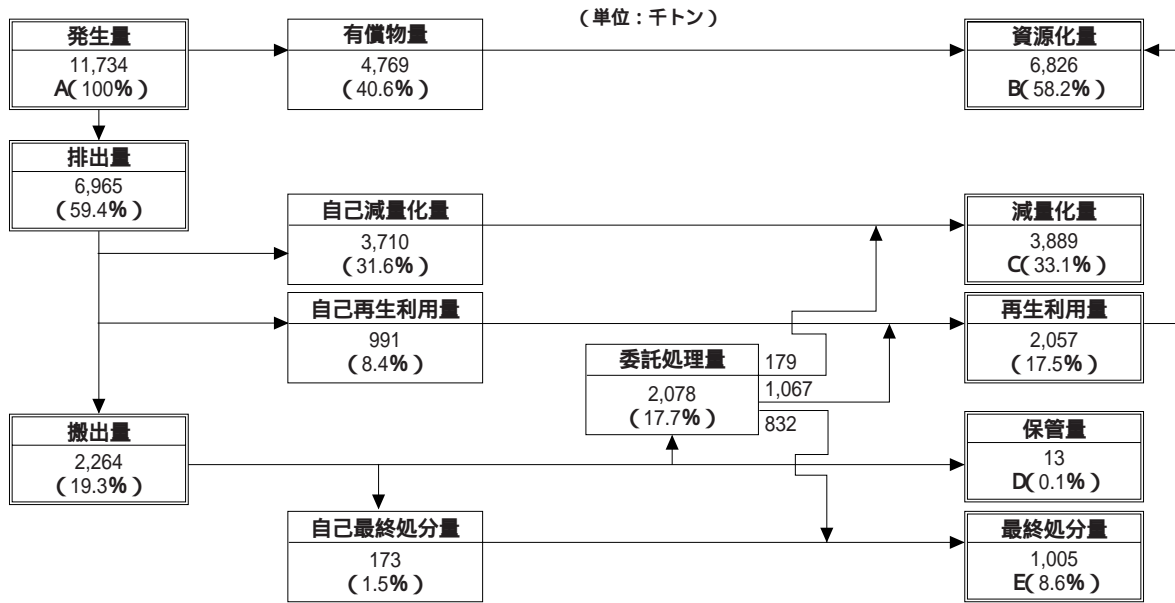 （単位：千トン）
発生量
11,734
A（100%）
有償物量
4,769
（40.6%）
資源化量
6,826
B（58.2%）
排出量
6,965
（59.4%）
自己減量化量
3,710
（31.6%）
減量化量
3,889
C（33.1%）
自己再生利用量
991
（8.4%）
再生利用量
2,057
（17.5%）
委託処理量
2,078
（17.7%）
179
1,067
832
搬出量
2,264
（19.3%）
保管量
13
D（0.1%）
自己最終処分量
173
（1.5%）
最終処分量
1,005
E（8.6%）